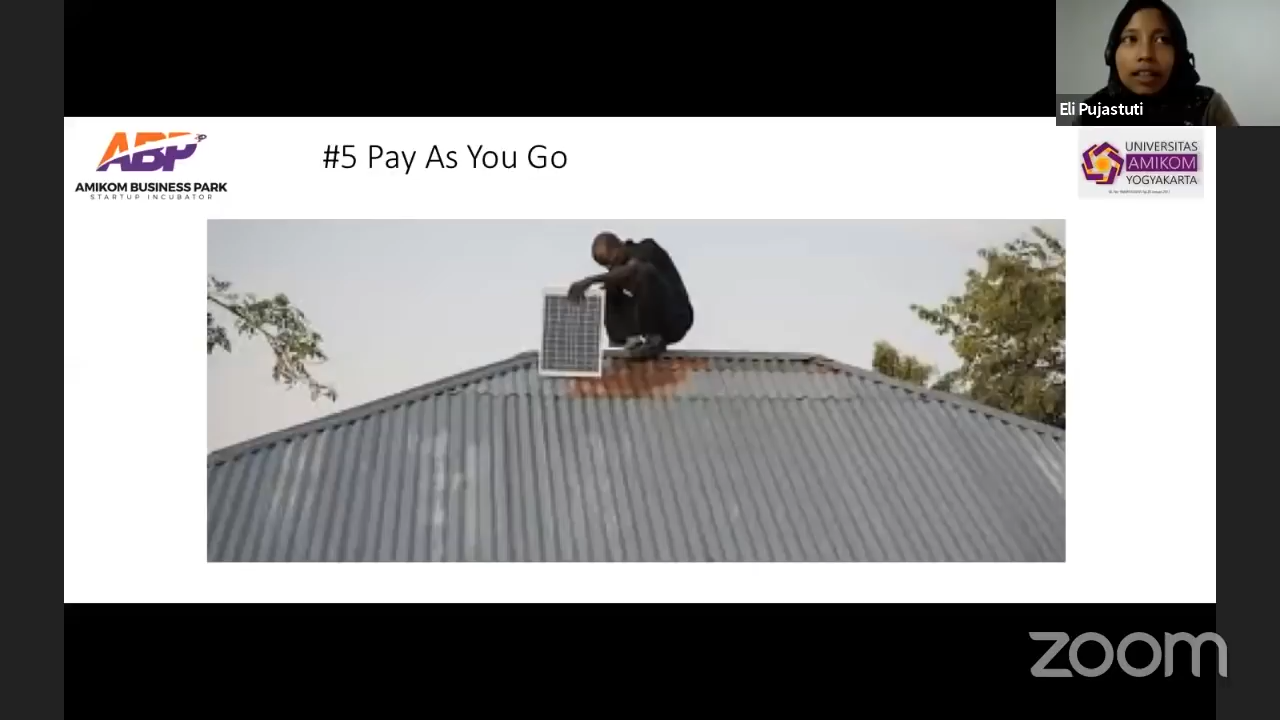 Eli Pujastuti
ABP
AMIKOM BUSINESS PARK
STARTUP INCUBATOR
#5 Pay As You Go
UNIVERSITAS
AMIKOM
YOGYAKARTA
zoom